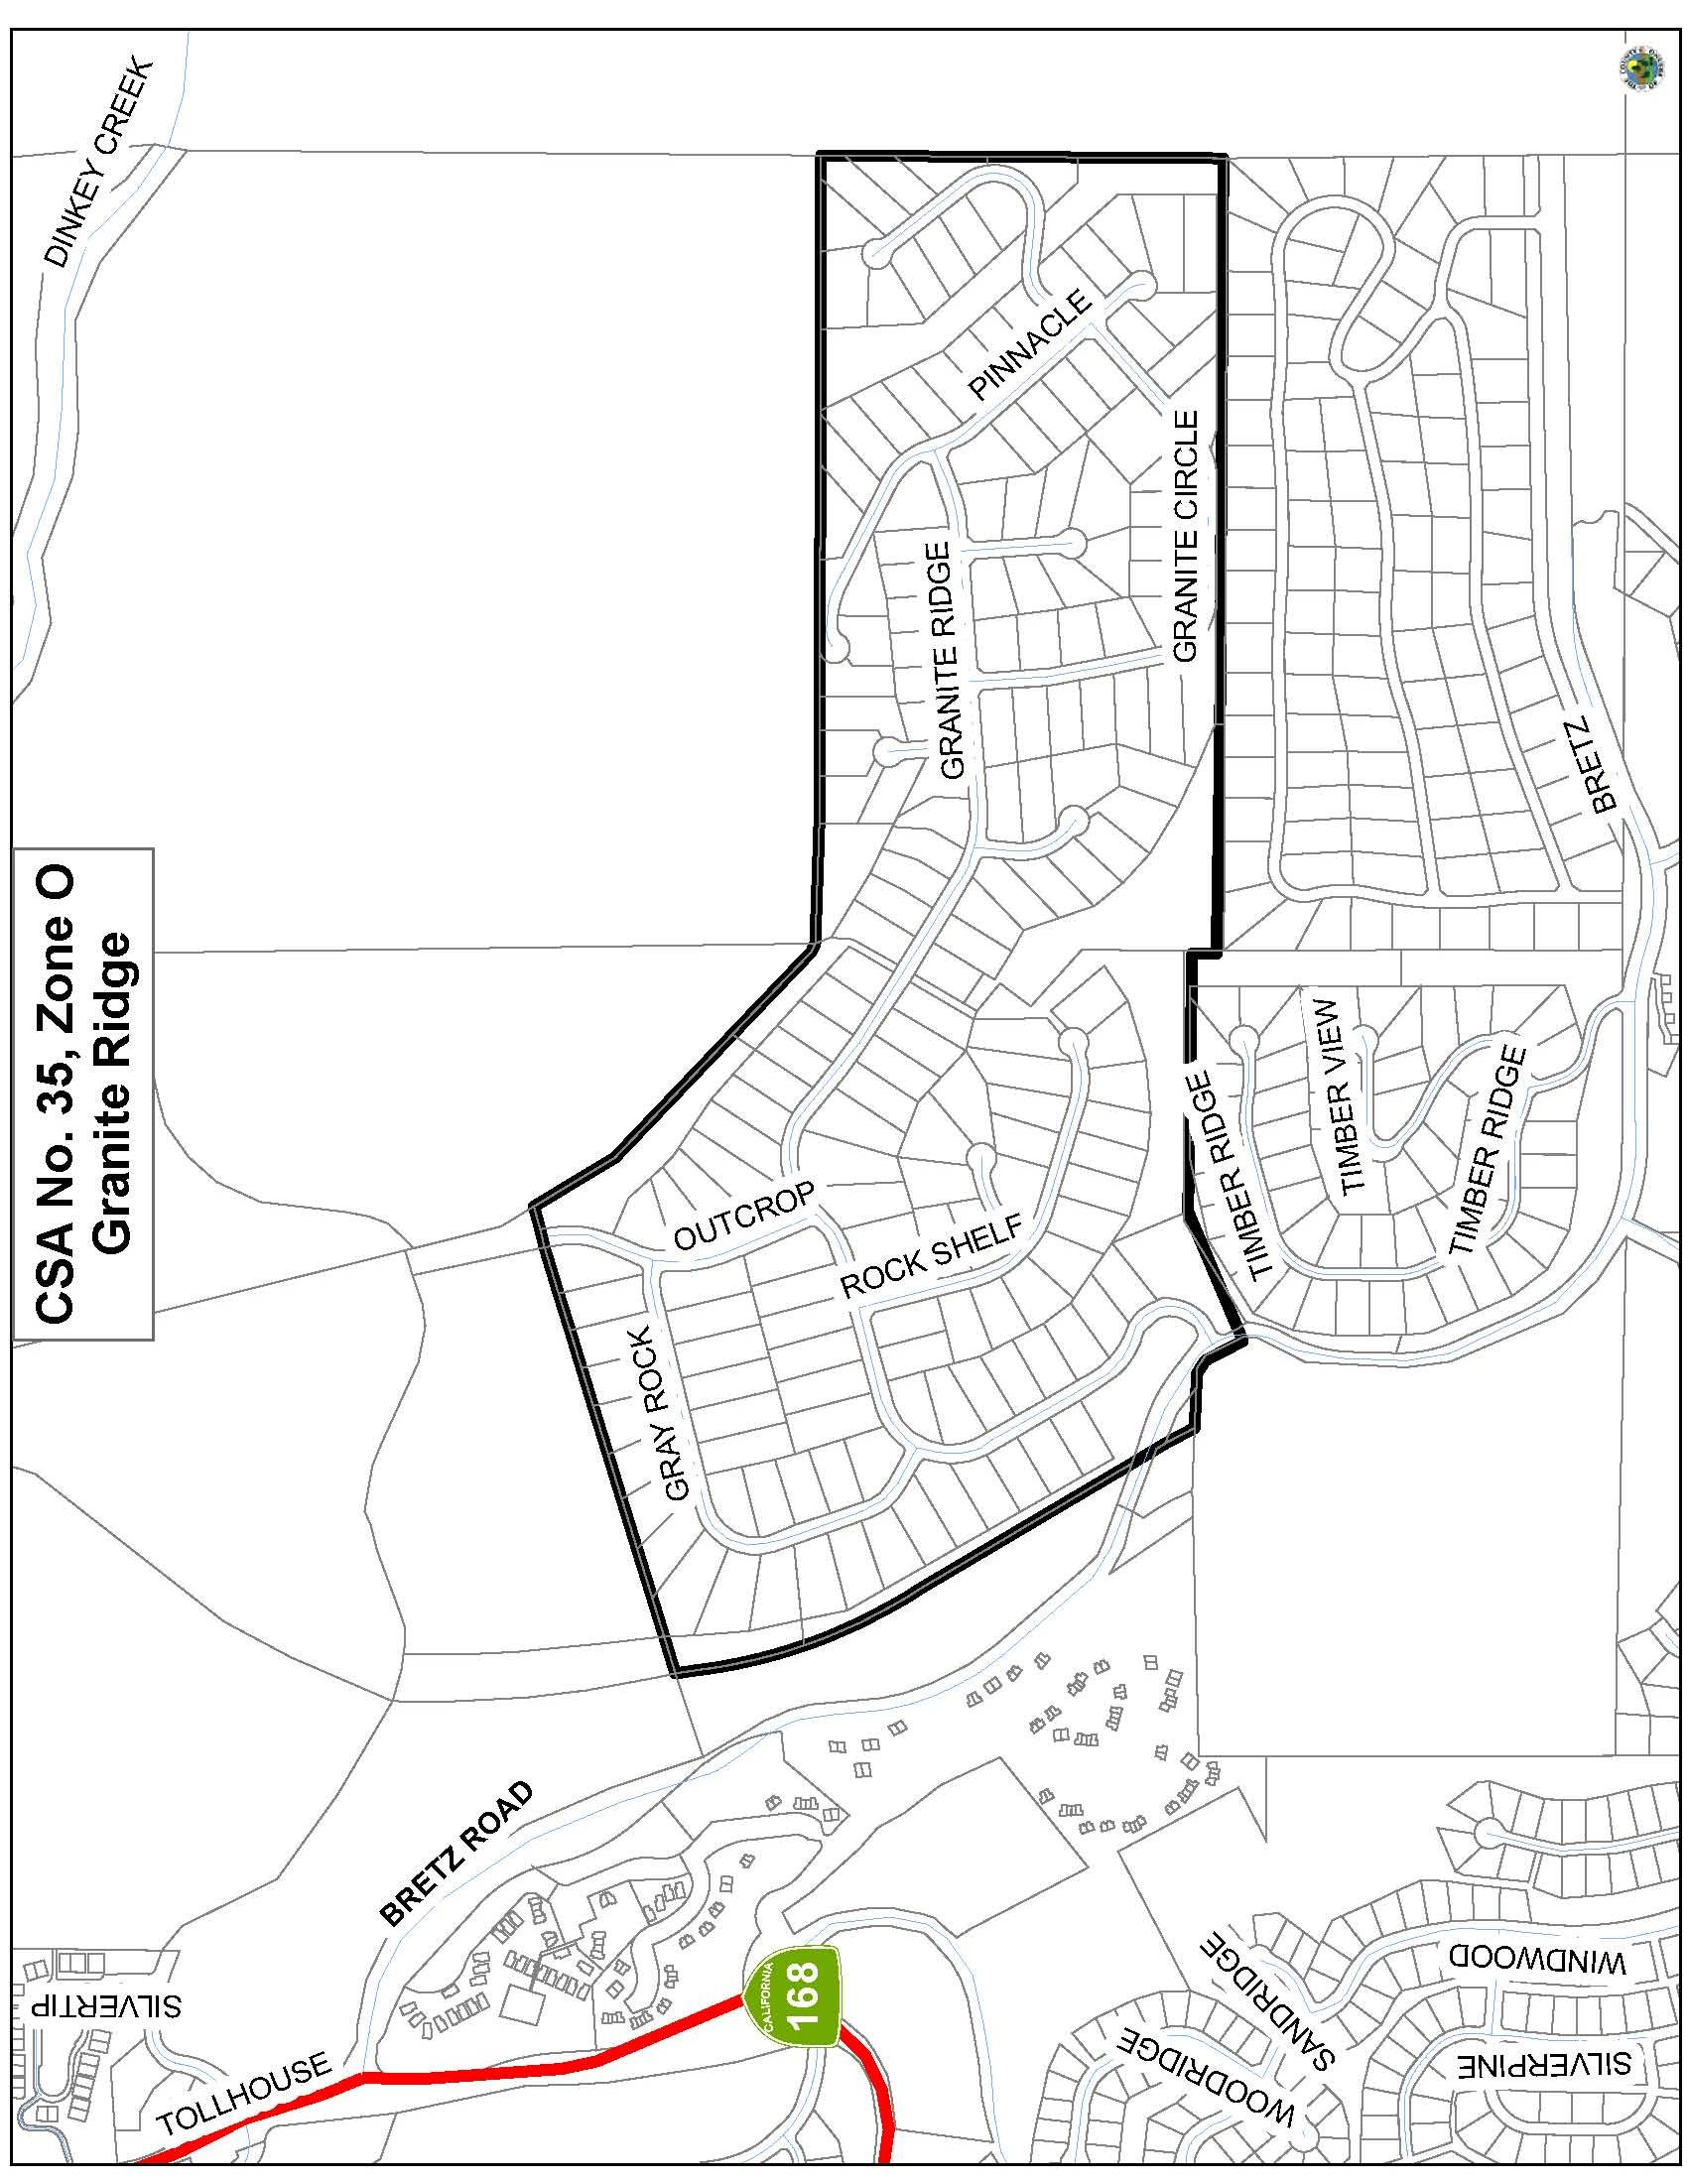 CSA No. 35, Zone O
Granite Ridge
DINKEY CREEK
PINNACLE
GRANITE CIRCLE
GRANITE RIDGE
BRETZ
OUTCROP
ROCK SHELF
GRAY ROCK
TIMBER RIDGE
TIMBER VIEW
TIMBER RIDGE
BRETZ ROAD
SILVERTIP
TOLLHOUSE
CALIFORNIA
168
SANDRIDGE
WOODRIDGE
WINDWOOD
SILVERPINE